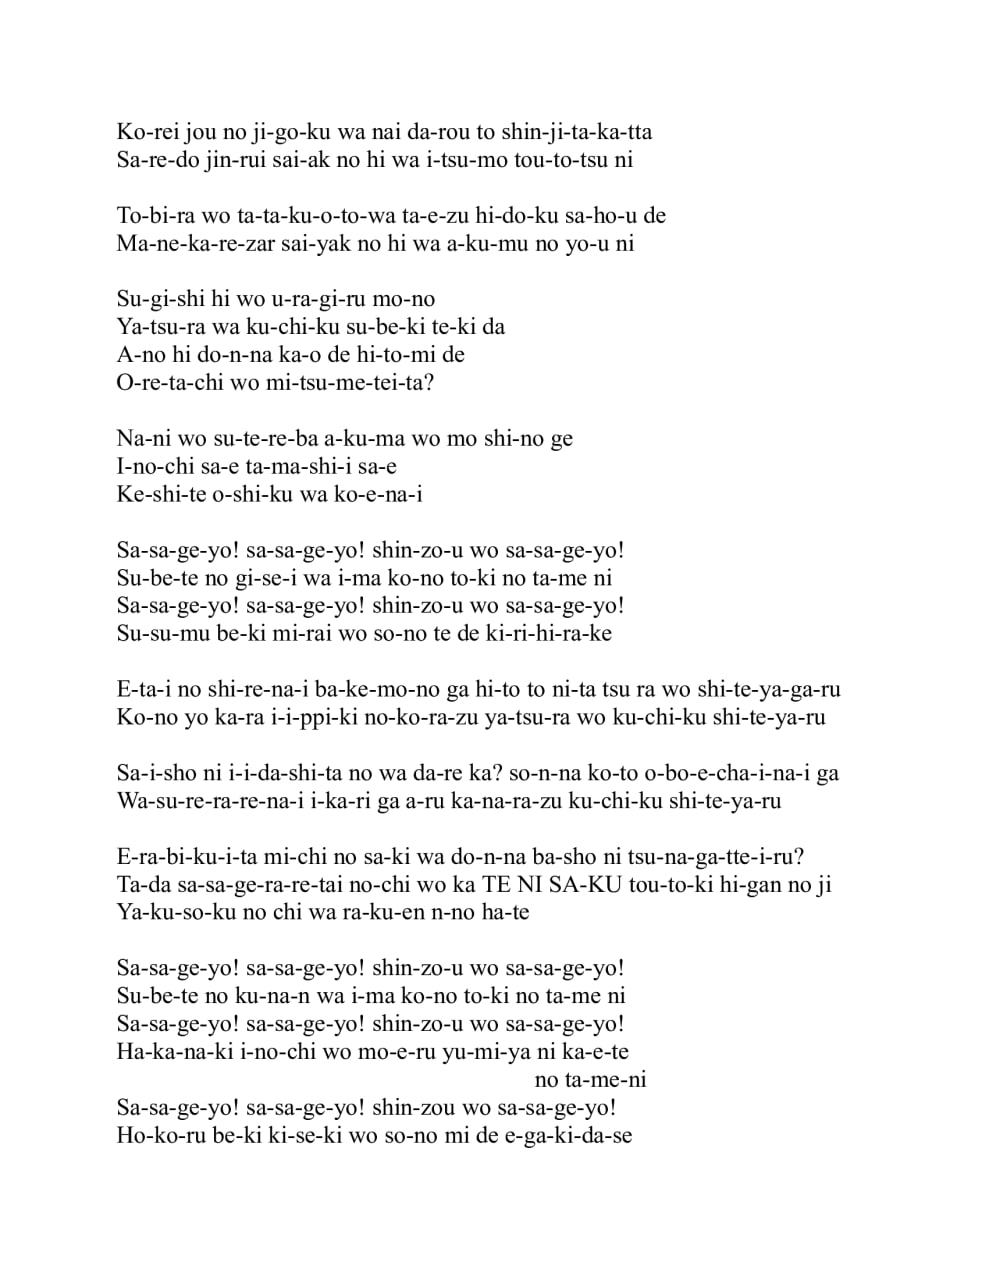 Ko-rei jou no ji-go-ku wa nai da-rou to shin-ji-ta-ka-tta
Sa-re-do jin-rui sai-ak no hi wa i-tsu-mo tou-to-tsu ni
To-bi-ra wo ta-ta-ku-o-to-wa ta-e-zu hi-do-ku sa-ho-u de
Ma-ne-ka-re-zar sai-yak no hi wa a-ku-mu no yo-u ni
Su-gi-shi hi wo u-ra-gi-ru mo-no
Ya-tsu-ra wa ku-chi-ku su-be-ki te-ki da
A-no hi do-n-na ka-o de hi-to-mi de
O-re-ta-chi wo mi-tsu-me-tei-ta?
Na-ni wo su-te-re-ba a-ku-ma wo mo shi-no ge
I-no-chi sa-e ta-ma-shi-i sa-e
Ke-shi-te o-shi-ku wa ko-e-na-i
Sa-sa-ge-yo! sa-sa-ge-yo! shin-zo-u wo sa-sa-ge-yo!
Su-be-te no gi-se-i wa i-ma ko-no to-ki no ta-me ni
Sa-sa-ge-yo! sa-sa-ge-yo! shin-zo-u wo sa-sa-ge-yo!
Su-su-mu be-ki mi-rai wo so-no te de ki-ri-hi-ra-ke
E-ta-i no shi-re-na-i ba-ke-mo-no ga hi-to to ni-ta tsu ra wo shi-te-ya-ga-ru
Ko-no yo ka-ra i-i-ppi-ki no-ko-ra-zu ya-tsu-ra wo ku-chi-ku shi-te-ya-ru
Sa-i-sho ni i-i-da-shi-ta no wa da-re ka? so-n-na ko-to o-bo-e-cha-i-na-i ga
Wa-su-re-ra-re-na-i i-ka-ri ga a-ru ka-na-ra-zu ku-chi-ku shi-te-ya-ru
E-ra-bi-ku-i-ta mi-chi no sa-ki wa do-n-na ba-sho ni tsu-na-ga-tte-i-ru?
Ta-da sa-sa-ge-ra-re-tai no-chi wo ka TE NI SA-KU tou-to-ki hi-gan no ji
Ya-ku-so-ku no chi wa ra-ku-en n-no ha-te
Sa-sa-ge-yo! sa-sa-ge-yo! shin-zo-u wo sa-sa-ge-yo!
Su-be-te no ku-na-n wa i-ma ko-no to-ki no ta-me ni
Sa-sa-ge-yo! sa-sa-ge-yo! shin-zo-u wo sa-sa-ge-yo!
Ha-ka-na-ki i-no-chi wo mo-e-ru yu-mi-ya ni ka-e-te
no ta-me-ni
Sa-sa-ge-yo! sa-sa-ge-yo! shin-zou wo sa-sa-ge-yo!
Ho-ko-ru be-ki ki-se-ki wo so-no mi de e-ga-ki-da-se